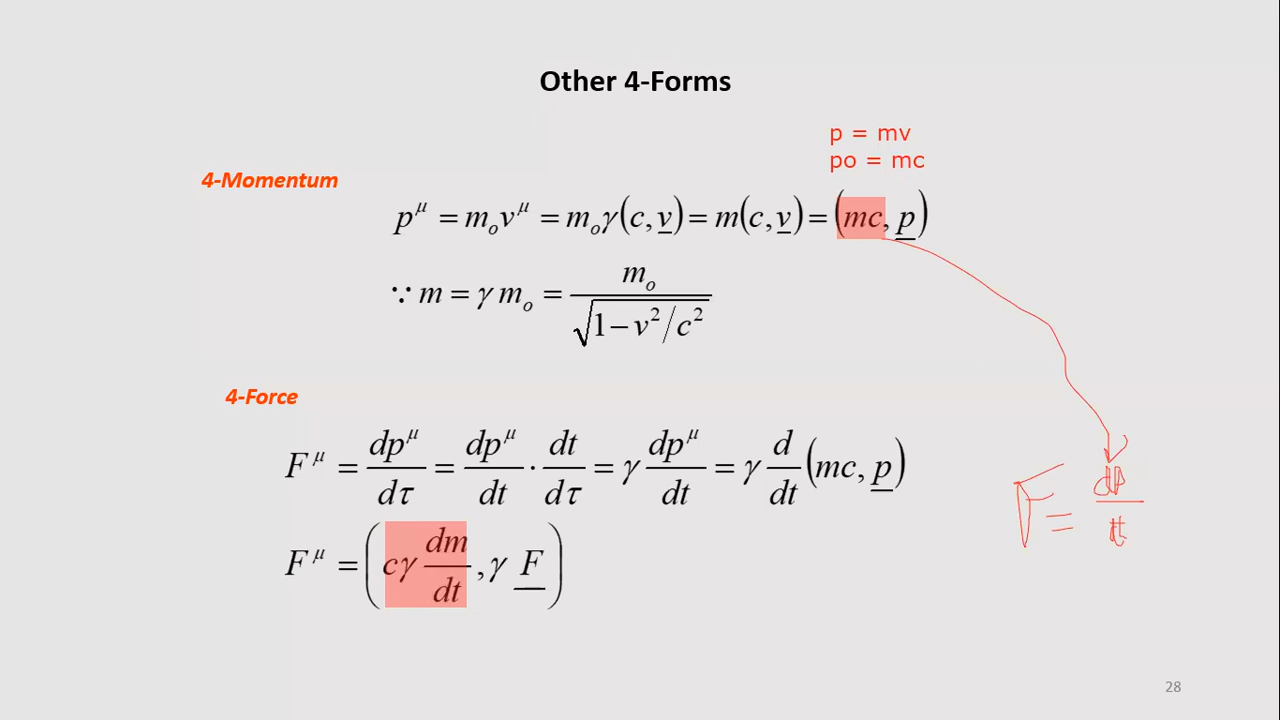 Other 4-Forms
p = mv
po = mc
4-Momentum
p^μ = m_o v^μ = m_o γ(c, v) = m(c, v) = (mc, p)
∵ m = γ m_o = m_o / √(1 − v²/c²)
4-Force
F^μ = dp^μ/dτ = dp^μ/dt · dt/dτ = γ dp^μ/dt = γ d/dt (mc, p)
F = dP/dt
F^μ = (cγ dm/dt, γ F)
28